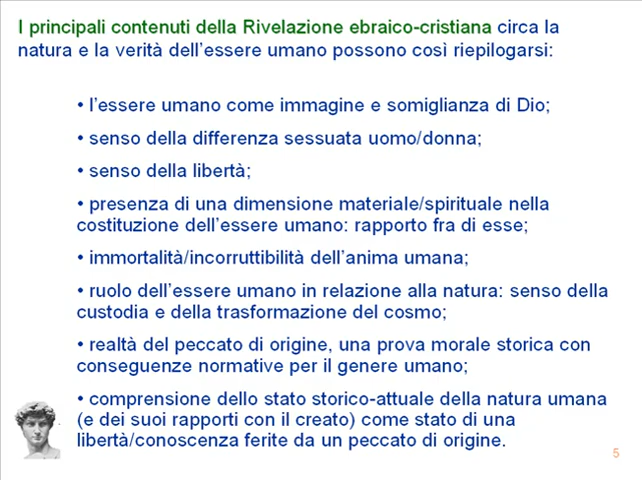 I principali contenuti della Rivelazione ebraico-cristiana circa la
natura e la verità dell'essere umano possono così riepilogarsi:
• l'essere umano come immagine e somiglianza di Dio;
• senso della differenza sessuata uomo/donna;
• senso della libertà;
• presenza di una dimensione materiale/spirituale nella
costituzione dell'essere umano: rapporto fra di esse;
• immortalità/incorruttibilità dell'anima umana;
• ruolo dell'essere umano in relazione alla natura: senso della
custodia e della trasformazione del cosmo;
• realtà del peccato di origine, una prova morale storica con
conseguenze normative per il genere umano;
• comprensione dello stato storico-attuale della natura umana
(e dei suoi rapporti con il creato) come stato di una
libertà/conoscenza ferite da un peccato di origine.
5